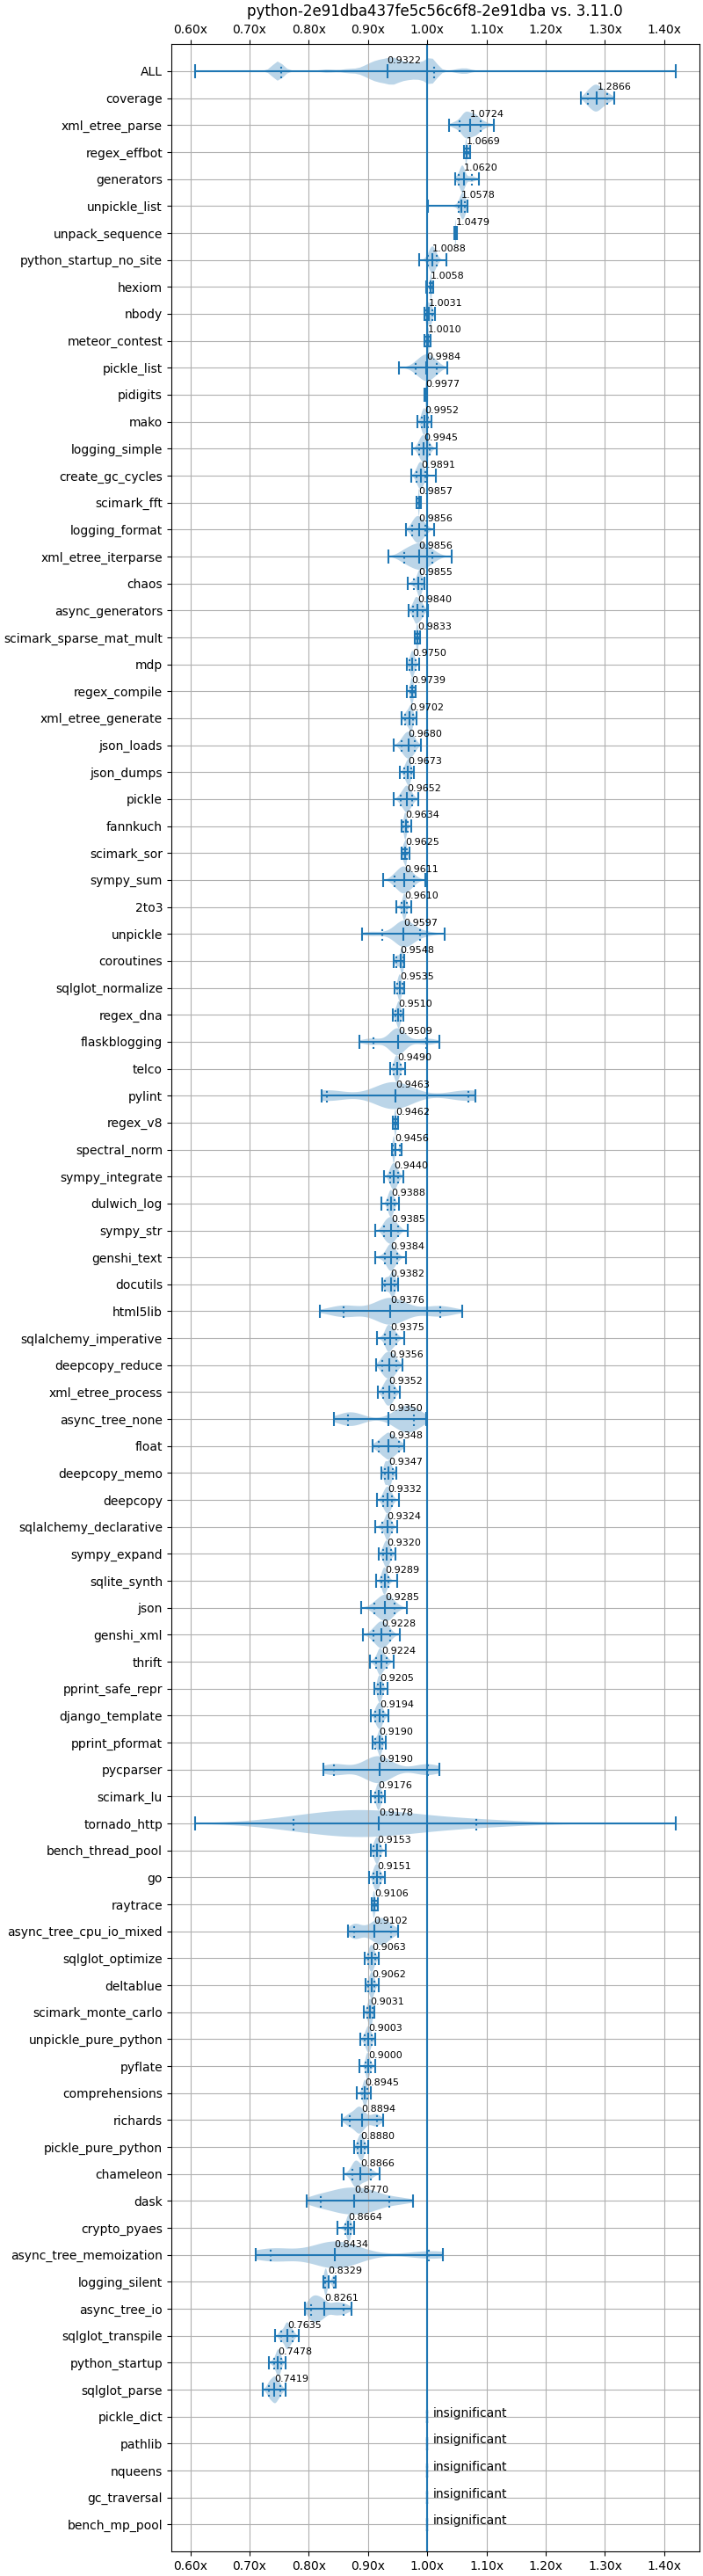 python-2e91dba437fe5c56c6f8-2e91dba vs. 3.11.0
0.60x 0.70x 0.80x 0.90x 1.00x 1.10x 1.20x 1.30x 1.40x
ALL 0.9322
coverage 1.2866
xml_etree_parse 1.0724
regex_effbot 1.0669
generators 1.0620
unpickle_list 1.0578
unpack_sequence 1.0479
python_startup_no_site 1.0088
hexiom 1.0058
nbody 1.0031
meteor_contest 1.0010
pickle_list 0.9984
pidigits 0.9977
mako 0.9952
logging_simple 0.9945
create_gc_cycles 0.9891
scimark_fft 0.9857
logging_format 0.9856
xml_etree_iterparse 0.9856
chaos 0.9855
async_generators 0.9840
scimark_sparse_mat_mult 0.9833
mdp 0.9750
regex_compile 0.9739
xml_etree_generate 0.9702
json_loads 0.9680
json_dumps 0.9673
pickle 0.9652
fannkuch 0.9634
scimark_sor 0.9625
sympy_sum 0.9611
2to3 0.9610
unpickle 0.9597
coroutines 0.9548
sqlglot_normalize 0.9535
regex_dna 0.9510
flaskblogging 0.9509
telco 0.9490
pylint 0.9463
regex_v8 0.9462
spectral_norm 0.9456
sympy_integrate 0.9440
dulwich_log 0.9388
sympy_str 0.9385
genshi_text 0.9384
docutils 0.9382
html5lib 0.9376
sqlalchemy_imperative 0.9375
deepcopy_reduce 0.9356
xml_etree_process 0.9352
async_tree_none 0.9350
float 0.9348
deepcopy_memo 0.9347
deepcopy 0.9332
sqlalchemy_declarative 0.9324
sympy_expand 0.9320
sqlite_synth 0.9289
json 0.9285
genshi_xml 0.9228
thrift 0.9224
pprint_safe_repr 0.9205
django_template 0.9194
pprint_pformat 0.9190
pycparser 0.9190
scimark_lu 0.9176
tornado_http 0.9178
bench_thread_pool 0.9153
go 0.9151
raytrace 0.9106
async_tree_cpu_io_mixed 0.9102
sqlglot_optimize 0.9063
deltablue 0.9062
scimark_monte_carlo 0.9031
unpickle_pure_python 0.9003
pyflate 0.9000
comprehensions 0.8945
richards 0.8894
pickle_pure_python 0.8880
chameleon 0.8866
dask 0.8770
crypto_pyaes 0.8664
async_tree_memoization 0.8434
logging_silent 0.8329
async_tree_io 0.8261
sqlglot_transpile 0.7635
python_startup 0.7478
sqlglot_parse 0.7419
pickle_dict insignificant
pathlib insignificant
nqueens insignificant
gc_traversal insignificant
bench_mp_pool insignificant
0.60x 0.70x 0.80x 0.90x 1.00x 1.10x 1.20x 1.30x 1.40x